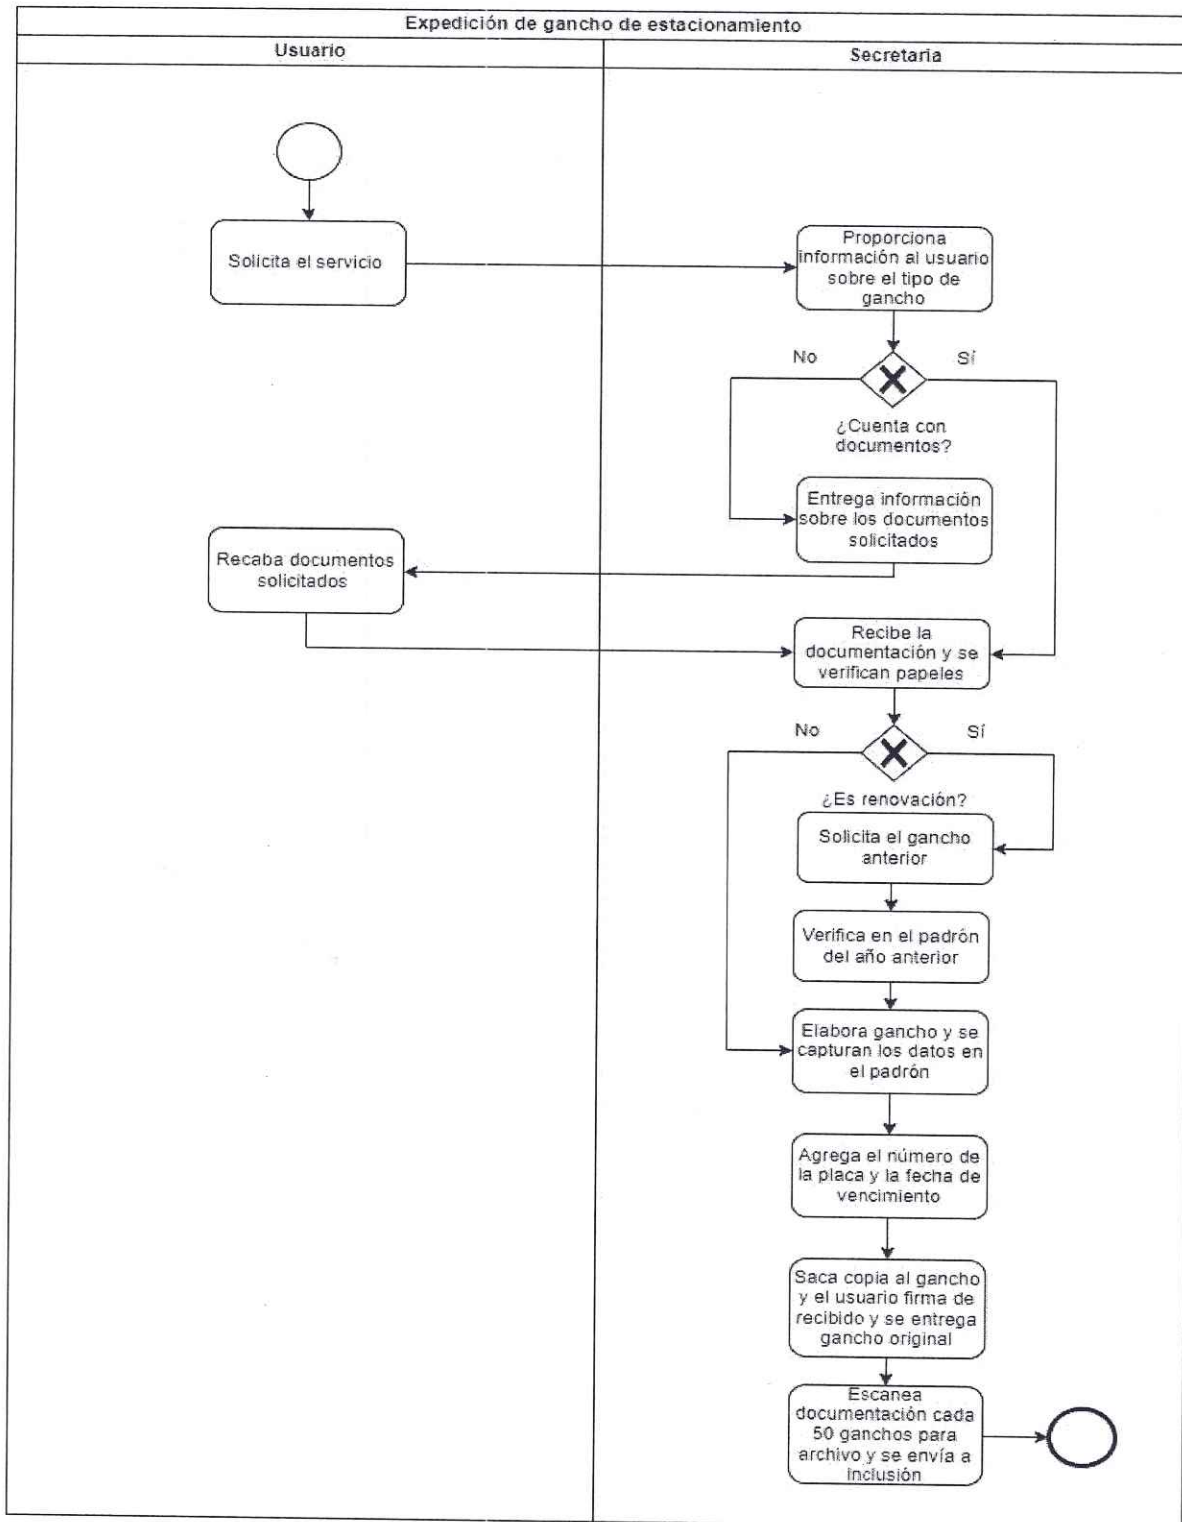 Expedición de gancho de estacionamiento
Usuario
Secretaria
Solicita el servicio
Proporciona
información al usuario
sobre el tipo de
gancho
No
Sí
¿Cuenta con
documentos?
Entrega información
sobre los documentos
solicitados
Recaba documentos
solicitados
Recibe la
documentación y se
verifican papeles
No
Sí
¿Es renovación?
Solicita el gancho
anterior
Verifica en el padrón
del año anterior
Elabora gancho y se
capturan los datos en
el padrón
Agrega el número de
la placa y la fecha de
vencimiento
Saca copia al gancho
y el usuario firma de
recibido y se entrega
gancho original
Escanea
documentación cada
50 ganchos para
archivo y se envía a
Inclusión